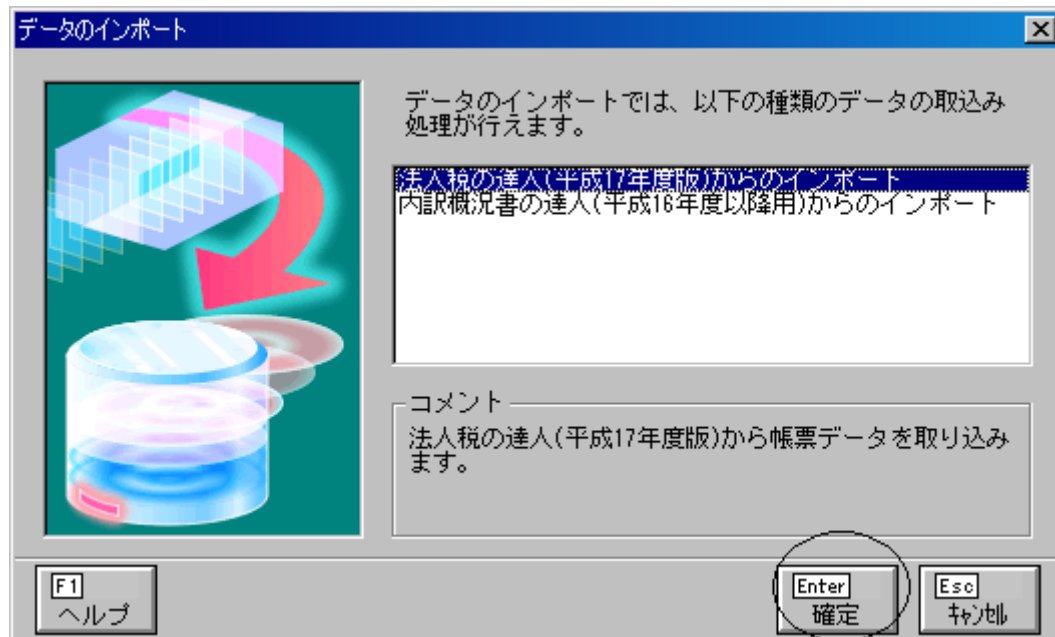 データのインポート
データのインポートでは、以下の種類のデータの取込み
処理が行えます。
法人税の達人(平成17年度版)からのインポート
内訳概況書の達人(平成16年度以降用)からのインポート
コメント
法人税の達人(平成17年度版)から帳票データを取り込み
ます。
F1
ヘルプ
Enter
確定
Esc
ｷｬﾝｾﾙ